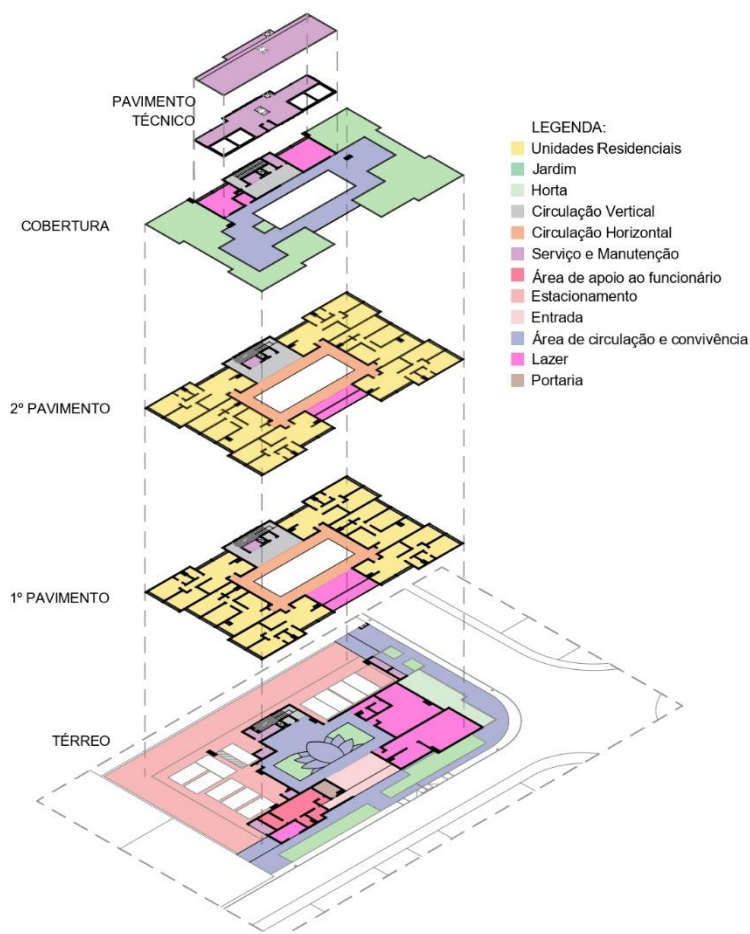 PAVIMENTO
TÉCNICO
COBERTURA
2º PAVIMENTO
1º PAVIMENTO
TÉRREO
LEGENDA:
Unidades Residenciais
Jardim
Horta
Circulação Vertical
Circulação Horizontal
Serviço e Manutenção
Área de apoio ao funcionário
Estacionamento
Entrada
Área de circulação e convivência
Lazer
Portaria